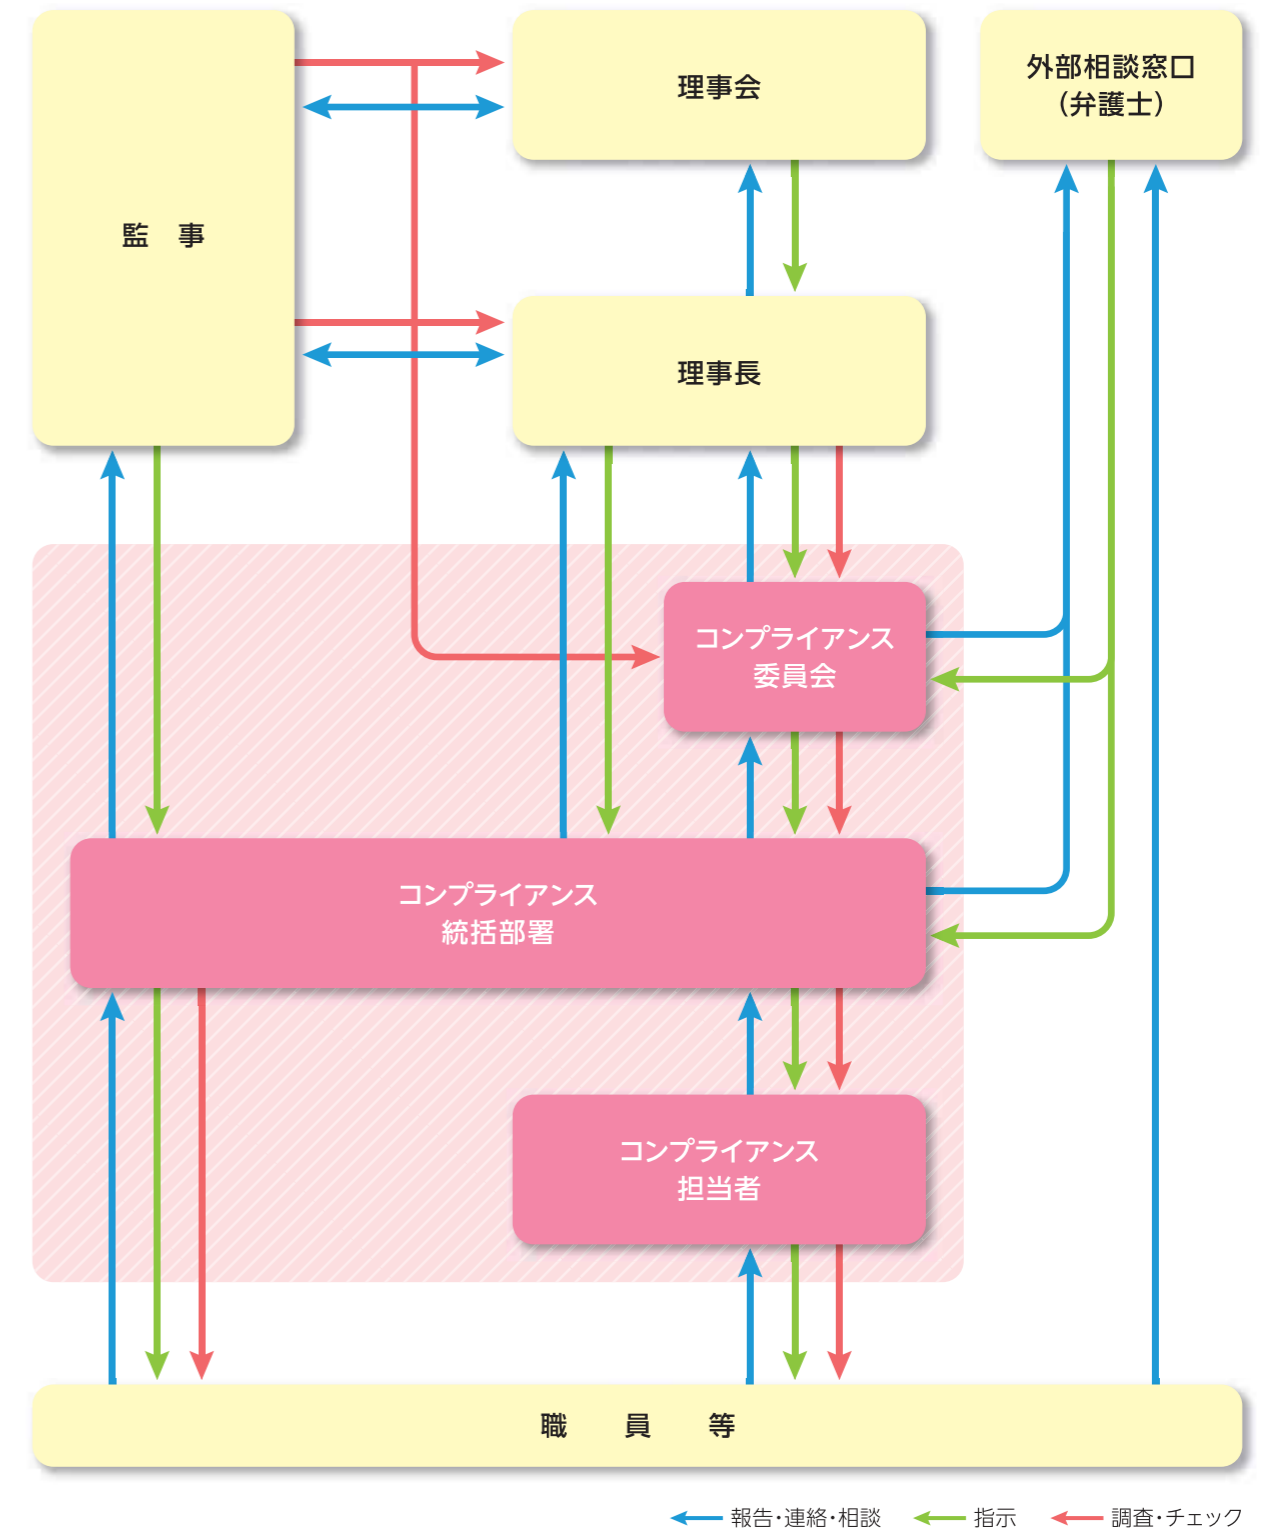 監　事
理事会
外部相談窓口
（弁護士）
理事長
コンプライアンス
委員会
コンプライアンス
統括部署
コンプライアンス
担当者
職　員　等
報告・連絡・相談
指示
調査・チェック